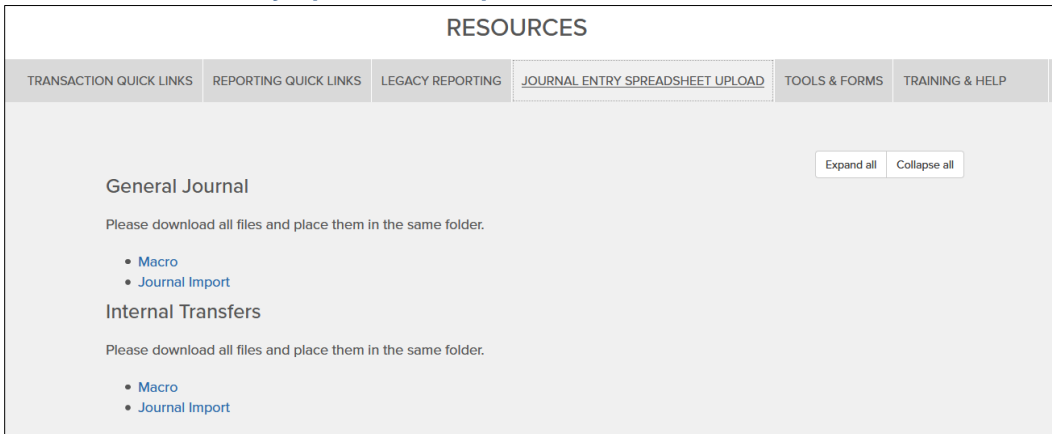 RESOURCES
TRANSACTION QUICK LINKS REPORTING QUICK LINKS LEGACY REPORTING JOURNAL ENTRY SPREADSHEET UPLOAD TOOLS & FORMS TRAINING & HELP
Expand all Collapse all
General Journal
Please download all files and place them in the same folder.
• Macro
• Journal Import
Internal Transfers
Please download all files and place them in the same folder.
• Macro
• Journal Import